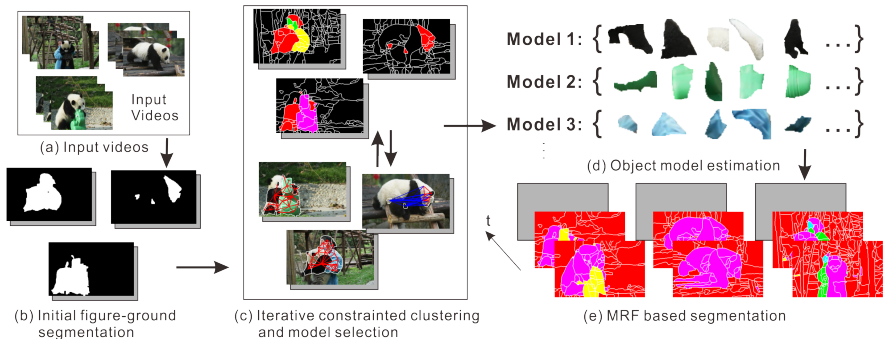 Input
Videos
(a) Input videos
(b) Initial figure-ground
segmentation
(c) Iterative constrainted clustering
and model selection
Model 1: { ... }
Model 2: { ... }
Model 3: { ... }
(d) Object model estimation
t
(e) MRF based segmentation